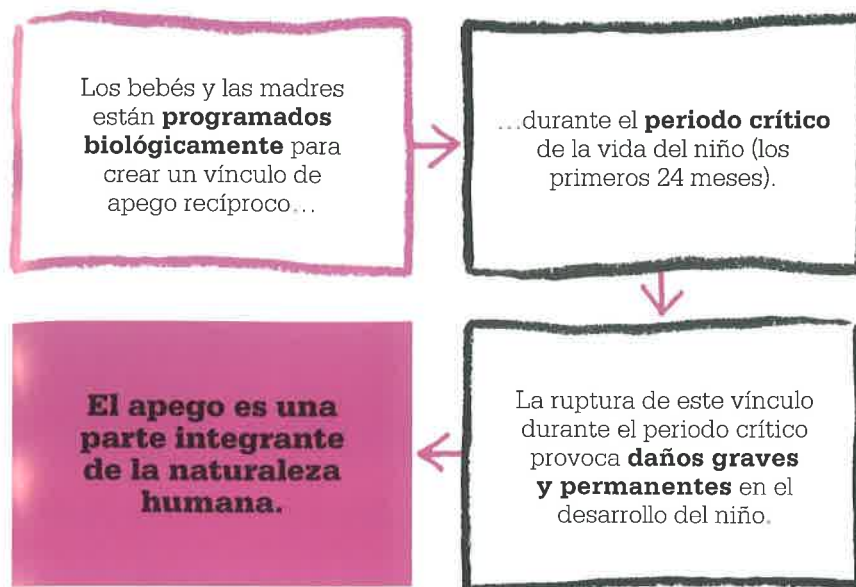 Los bebés y las madres
están programados
biológicamente para
crear un vínculo de
apego recíproco...
...durante el periodo crítico
de la vida del niño (los
primeros 24 meses).
La ruptura de este vínculo
durante el periodo crítico
provoca daños graves
y permanentes en el
desarrollo del niño.
El apego es una
parte integrante
de la naturaleza
humana.